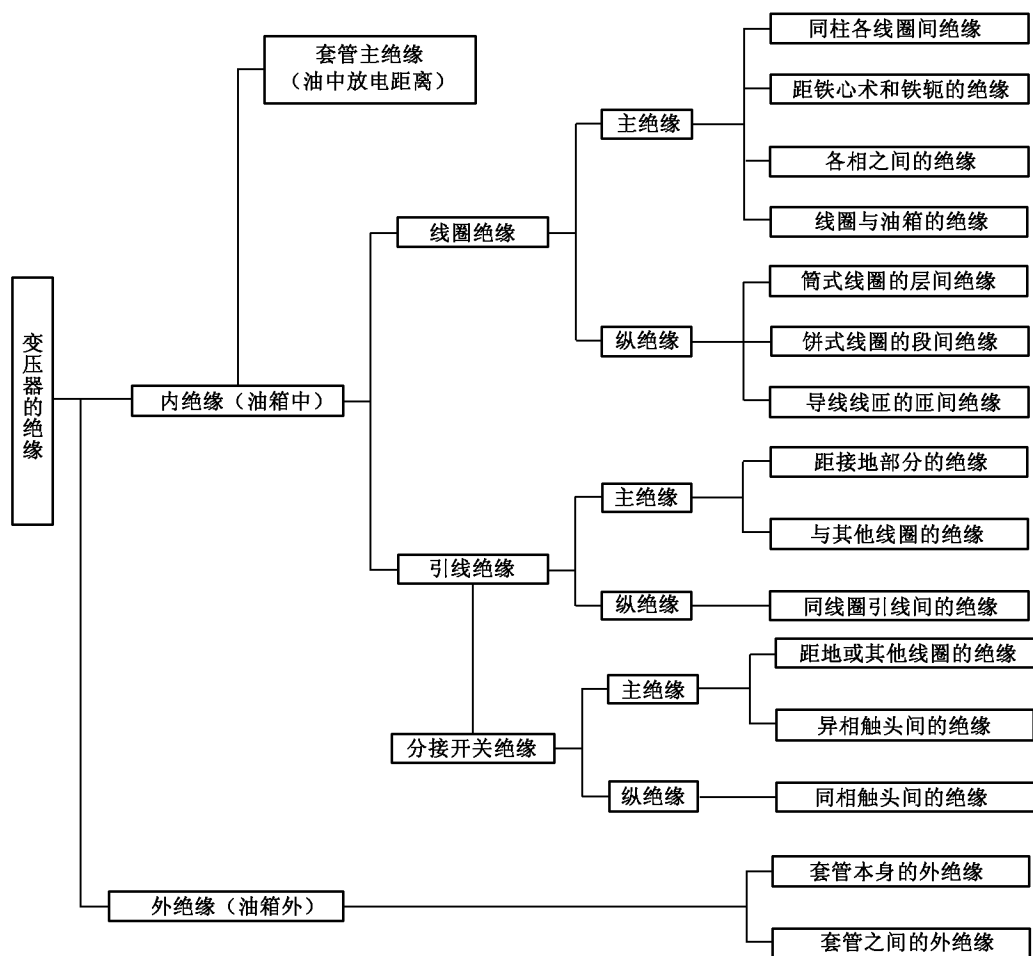 变压器的绝缘
套管主绝缘
（油中放电距离）
内绝缘（油箱中）
线圈绝缘
主绝缘
同柱各线圈间绝缘
距铁心术和铁轭的绝缘
各相之间的绝缘
线圈与油箱的绝缘
纵绝缘
筒式线圈的层间绝缘
饼式线圈的段间绝缘
导线线匝的匝间绝缘
引线绝缘
主绝缘
距接地部分的绝缘
与其他线圈的绝缘
纵绝缘
同线圈引线间的绝缘
分接开关绝缘
主绝缘
距地或其他线圈的绝缘
异相触头间的绝缘
纵绝缘
同相触头间的绝缘
外绝缘（油箱外）
套管本身的外绝缘
套管之间的外绝缘